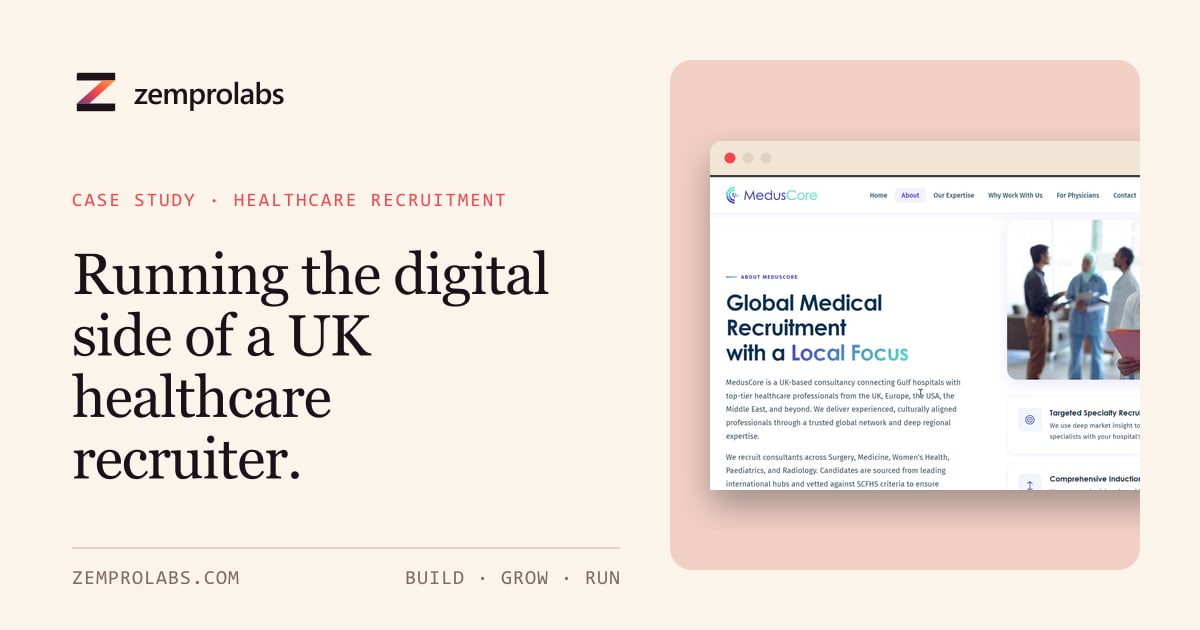 zemprolabs
CASE STUDY · HEALTHCARE RECRUITMENT
Running the digital
side of a UK
healthcare
recruiter.
ZEMPROLABS.COM
BUILD · GROW · RUN
MedusCore
Home About Our Expertise Why Work With Us For Physicians Contact
ABOUT MEDUSCORE
Global Medical
Recruitment
with a Local Focus
MedusCore is a UK-based consultancy connecting Gulf hospitals with
top-tier healthcare professionals from the UK, Europe, the USA, the
Middle East, and beyond. We deliver experienced, culturally aligned
professionals through a trusted global network and deep regional
expertise.
We recruit consultants across Surgery, Medicine, Women's Health,
Paediatrics, and Radiology. Candidates are sourced from leading
international hubs and vetted against SCFHS criteria to ensure
Targeted Specialty Recru
We use deep market insight to
specialists with your hospital's
Comprehensive Induction